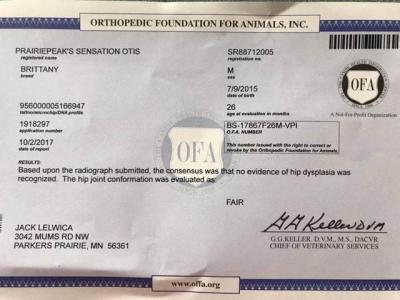 ORTHOPEDIC FOUNDATION FOR ANIMALS, INC.
PRAIRIEPEAK'S SENSATION OTIS SR88712005
registered name registration no.
BRITTANY M
breed sex
7/9/2015
date of birth
956000005166947 26
tattoo/microchip/DNA profile age at evaluation in months
1918297 BS-17867F26M-VPI
application number O.F.A. NUMBER
10/2/2017 This number issued with the right to correct or
date of report revoke by the Orthopedic Foundation for Animals.
OFA
A Not-For-Profit Organization
OFA
RESULTS:
Based upon the radiograph submitted, the consensus was that no evidence of hip dysplasia was
recognized. The hip joint conformation was evaluated as:
FAIR
JACK LELWICA
3042 MUMS RD NW
PARKERS PRAIRIE, MN 56361
GG Keller DVM
G.G. KELLER, D.V.M., M.S., DACVR
CHIEF OF VETERINARY SERVICES
www.offa.org